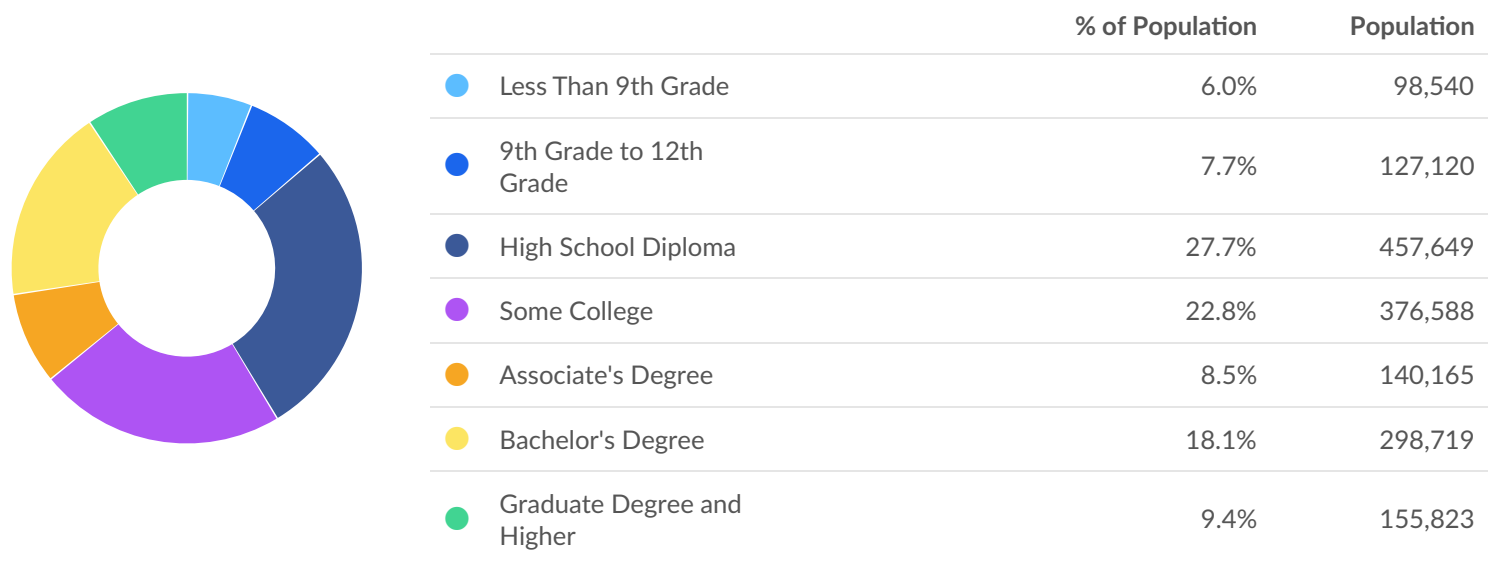 % of Population Population
Less Than 9th Grade 6.0% 98,540
9th Grade to 12th
Grade 7.7% 127,120
High School Diploma 27.7% 457,649
Some College 22.8% 376,588
Associate's Degree 8.5% 140,165
Bachelor's Degree 18.1% 298,719
Graduate Degree and
Higher 9.4% 155,823